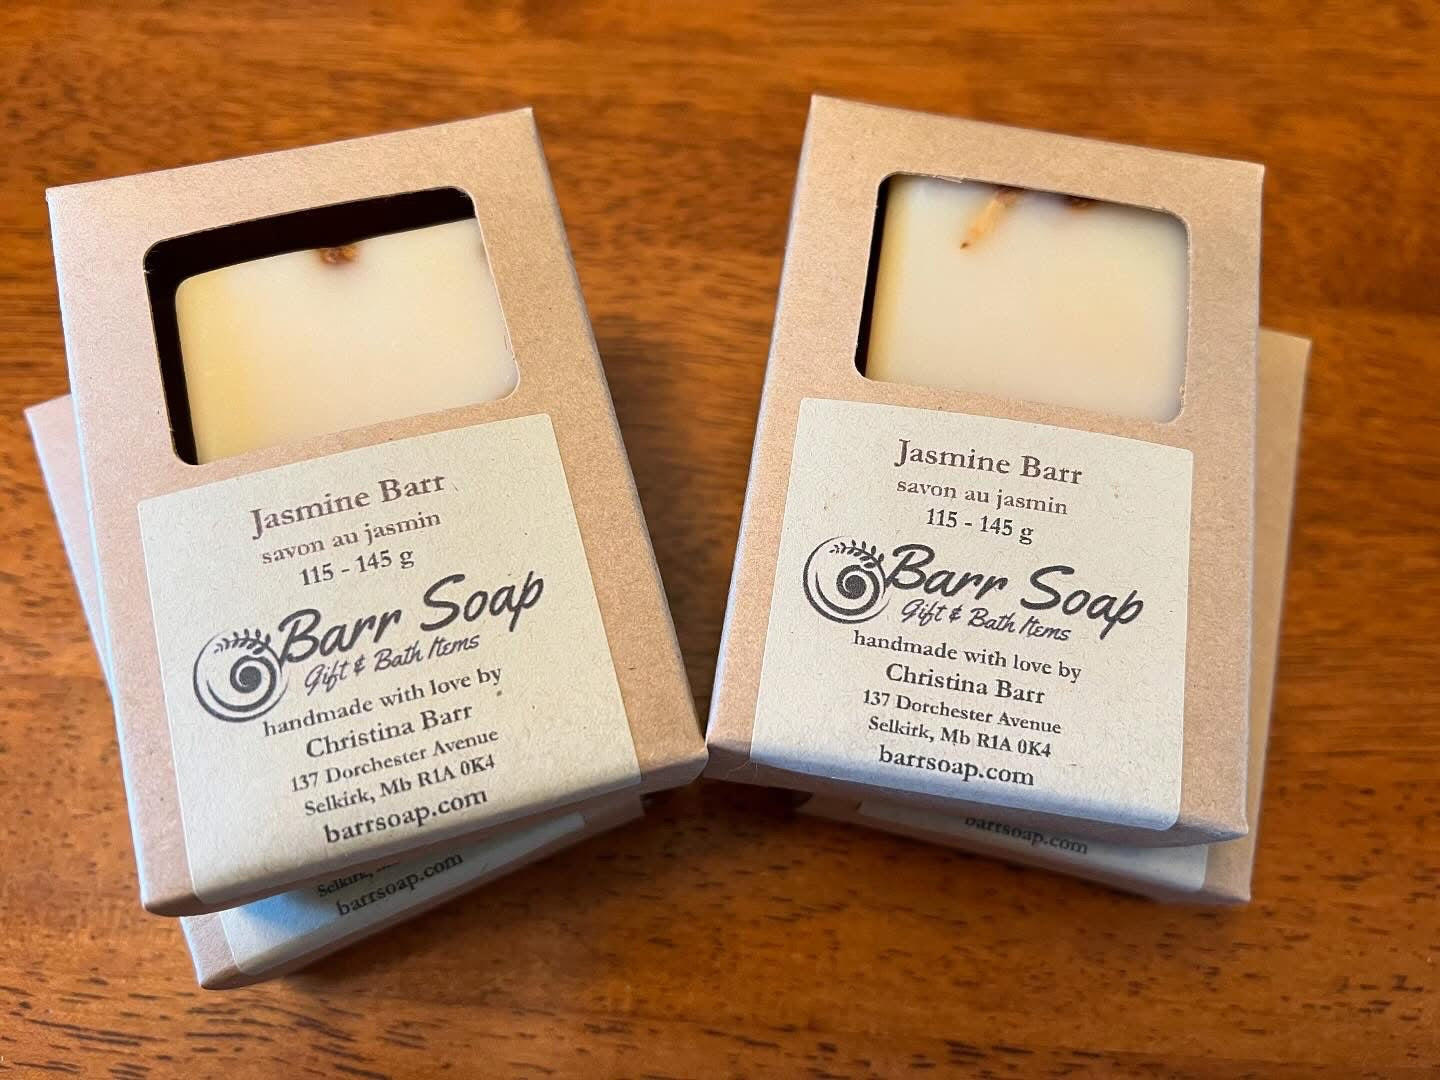 Jasmine Barr
savon au jasmin
115 - 145 g
Barr Soap
Gift & Bath Items
handmade with love by
Christina Barr
137 Dorchester Avenue
Selkirk, Mb R1A 0K4
barrsoap.com
Selkirk,
barrsoap.com
Jasmine Barr
savon au jasmin
115 - 145 g
Barr Soap
Gift & Bath Items
handmade with love by
Christina Barr
137 Dorchester Avenue
Selkirk, Mb R1A 0K4
barrsoap.com
barrsoap.com